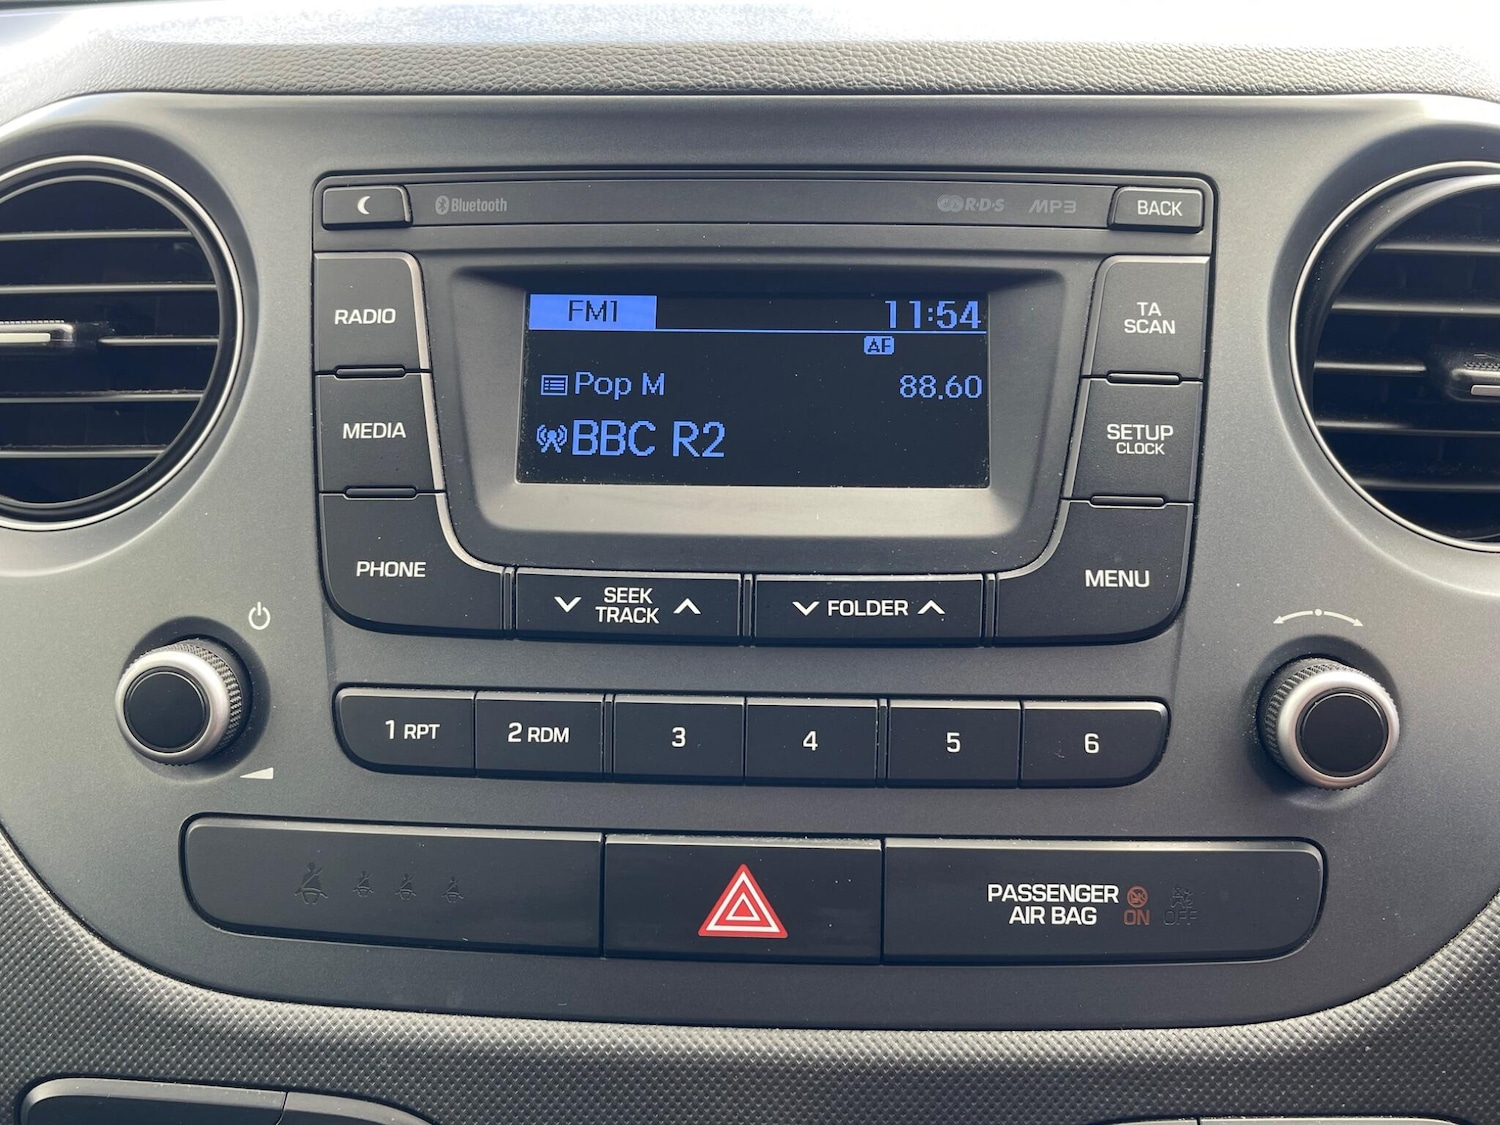 Bluetooth
R·D·S
MP3
BACK
RADIO
MEDIA
PHONE
FM1
11:54
AF
Pop M
88.60
BBC R2
TA
SCAN
SETUP
CLOCK
MENU
SEEK
TRACK
FOLDER
1 RPT
2 RDM
3
4
5
6
PASSENGER
AIR BAG
ON
OFF